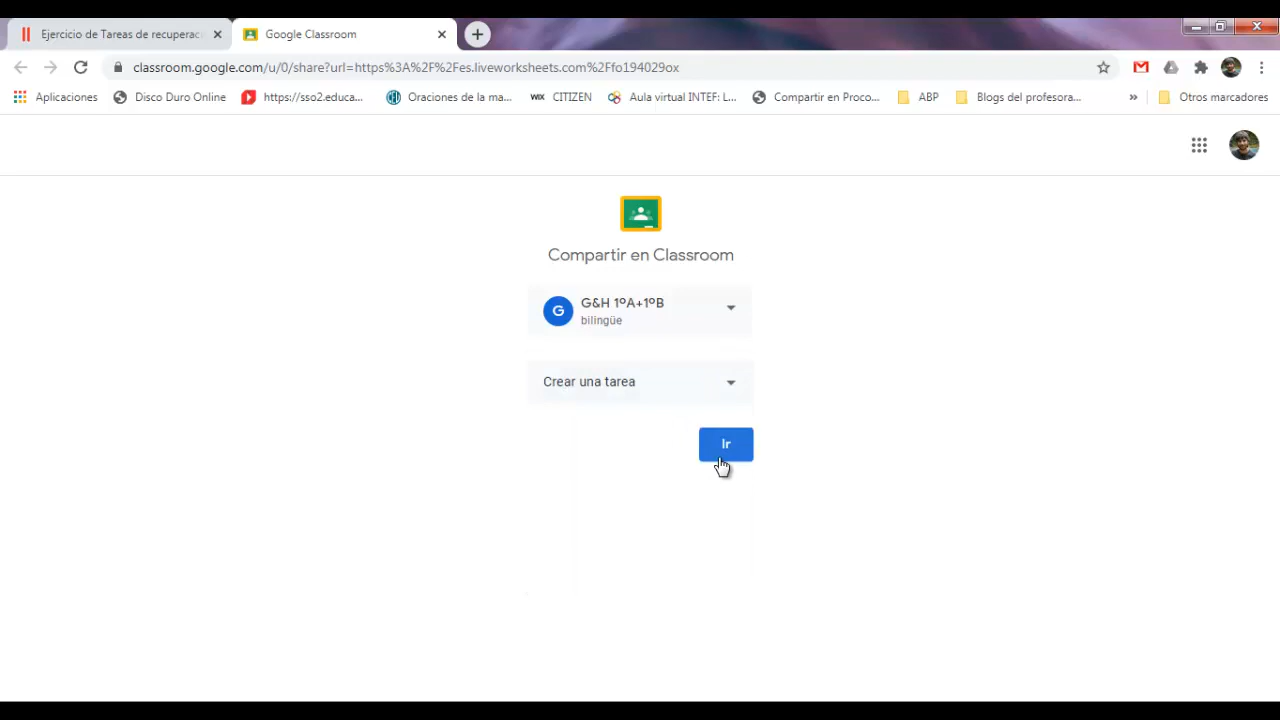 Ejercicio de Tareas de recuperac
Google Classroom
classroom.google.com/u/0/share?url=https%3A%2F%2Fes.liveworksheets.com%2Ffo194029ox
Aplicaciones
Disco Duro Online
https://sso2.educa...
Oraciones de la ma...
WIX CITIZEN
Aula virtual INTEF: L...
Compartir en Proco...
ABP
Blogs del profesora...
»
Otros marcadores
Compartir en Classroom
G
G&H 1ºA+1ºB
bilingüe
Crear una tarea
Ir